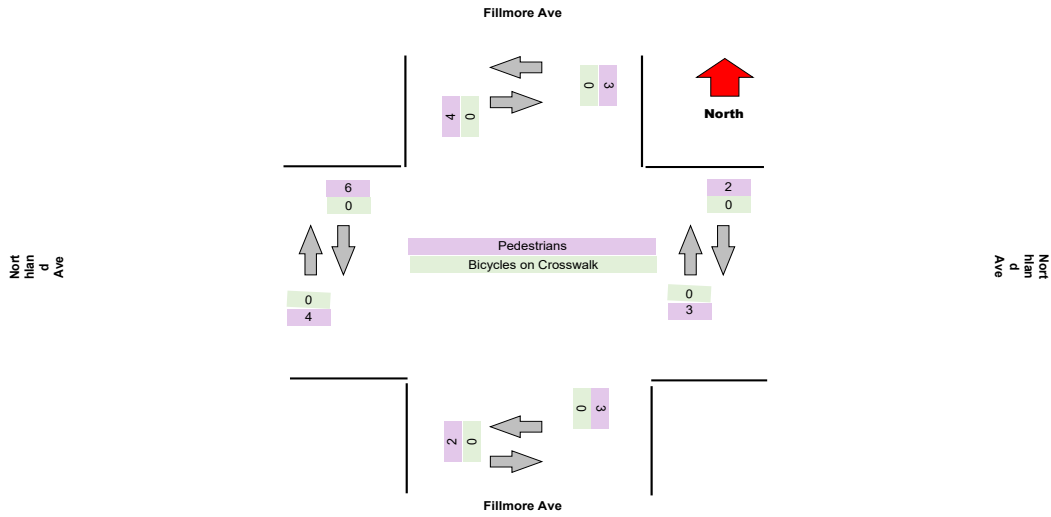 Fillmore Ave
0 3
4 0
North
6
0
2
0
Nort
hlan
d
Ave
Pedestrians
Bicycles on Crosswalk
Nort
hlan
d
Ave
0
4
0
3
0 3
2 0
Fillmore Ave